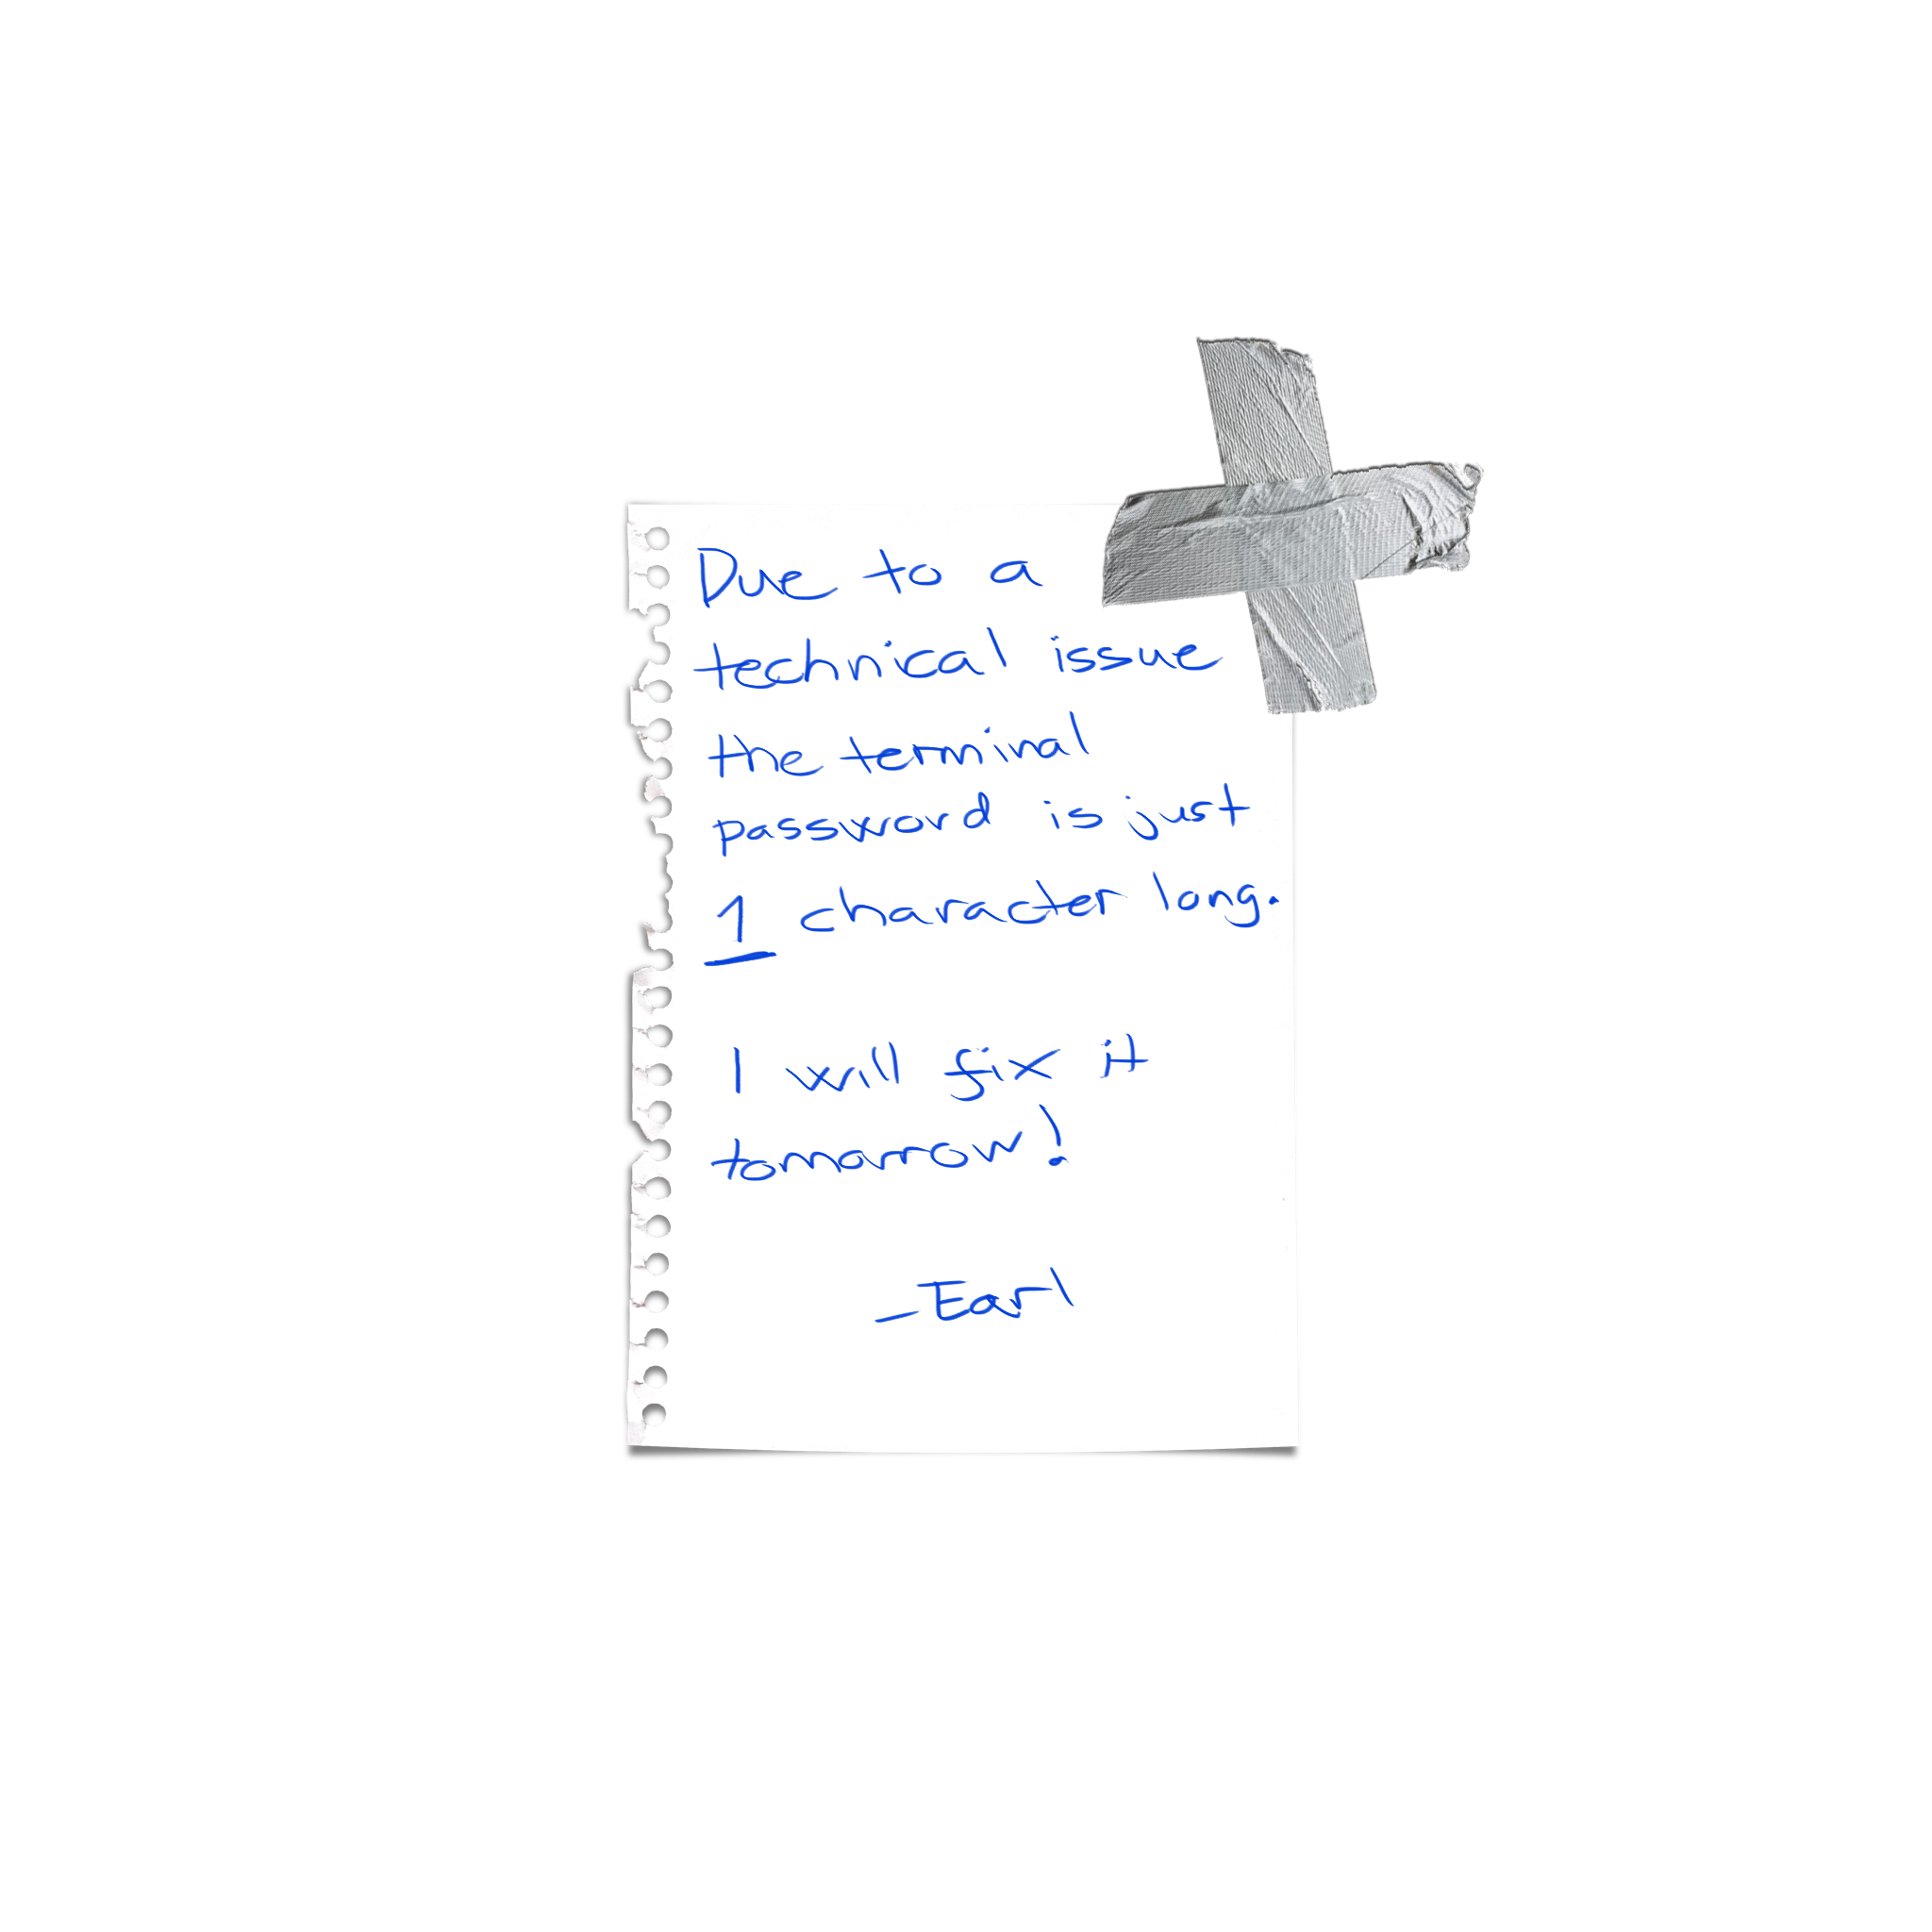 Due to a
technical issue
the terminal
password is just
1 character long.
I will fix it
tomorrow!
-Earl